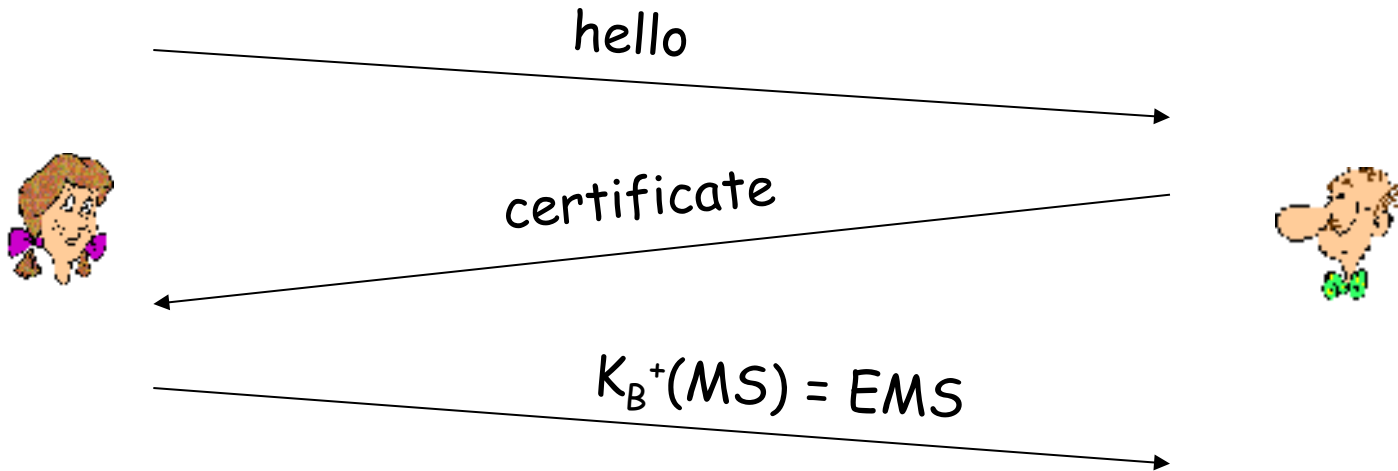 hello
certificate
K_B^+(MS) = EMS